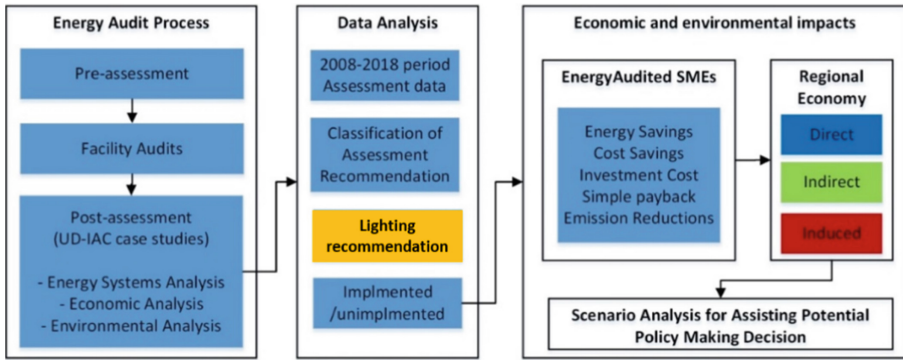 Energy Audit Process
Pre-assessment
Facility Audits
Post-assessment
(UD-IAC case studies)
- Energy Systems Analysis
- Economic Analysis
- Environmental Analysis
Data Analysis
2008-2018 period
Assessment data
Classification of
Assessment
Recommendation
Lighting
recommendation
Implmented
/unimplmented
Economic and environmental impacts
EnergyAudited SMEs
Energy Savings
Cost Savings
Investment Cost
Simple payback
Emission Reductions
Regional
Economy
Direct
Indirect
Induced
Scenario Analysis for Assisting Potential
Policy Making Decision